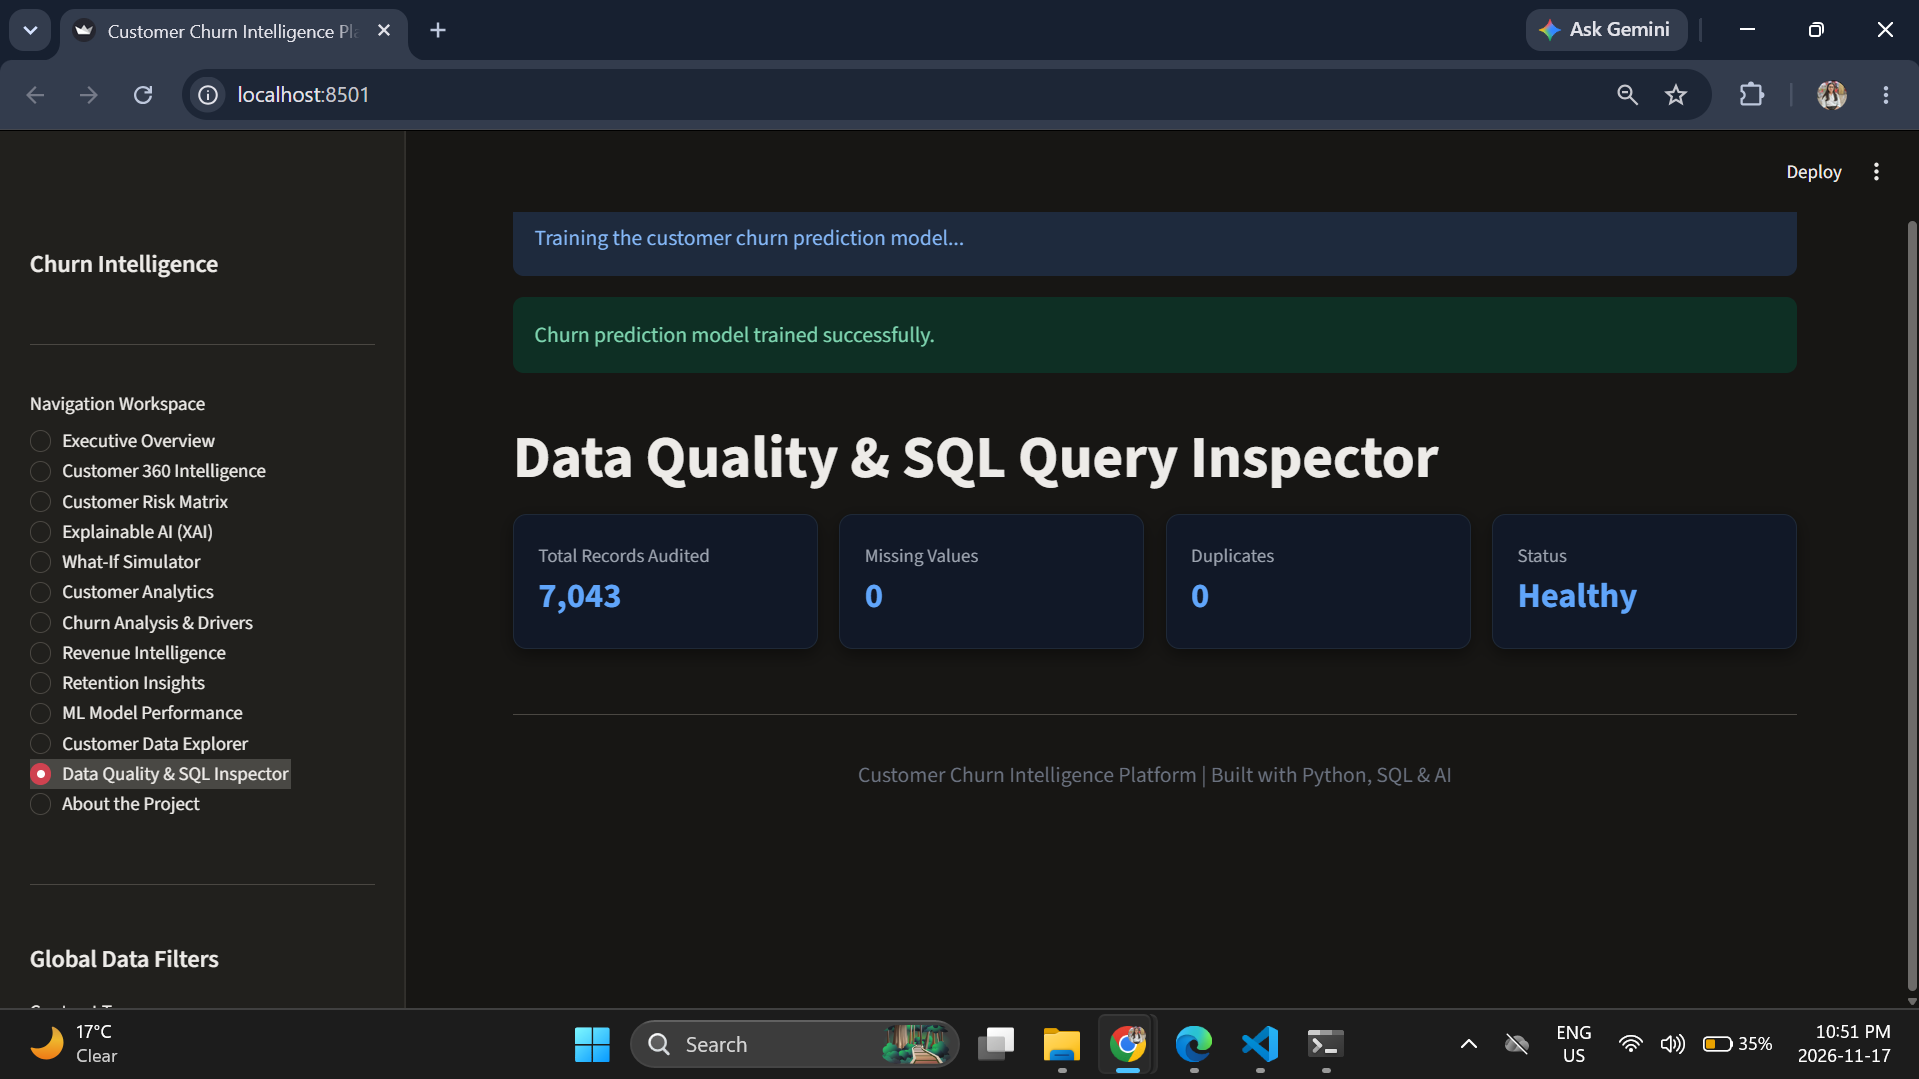 Customer Churn Intelligence Pl
Ask Gemini
localhost:8501
Deploy
Churn Intelligence
Navigation Workspace
Executive Overview
Customer 360 Intelligence
Customer Risk Matrix
Explainable AI (XAI)
What-If Simulator
Customer Analytics
Churn Analysis & Drivers
Revenue Intelligence
Retention Insights
ML Model Performance
Customer Data Explorer
Data Quality & SQL Inspector
About the Project
Global Data Filters
Training the customer churn prediction model...
Churn prediction model trained successfully.
Data Quality & SQL Query Inspector
Total Records Audited
7,043
Missing Values
0
Duplicates
0
Status
Healthy
Customer Churn Intelligence Platform | Built with Python, SQL & AI
17°C
Clear
Search
ENG
US
35%
10:51 PM
2026-11-17